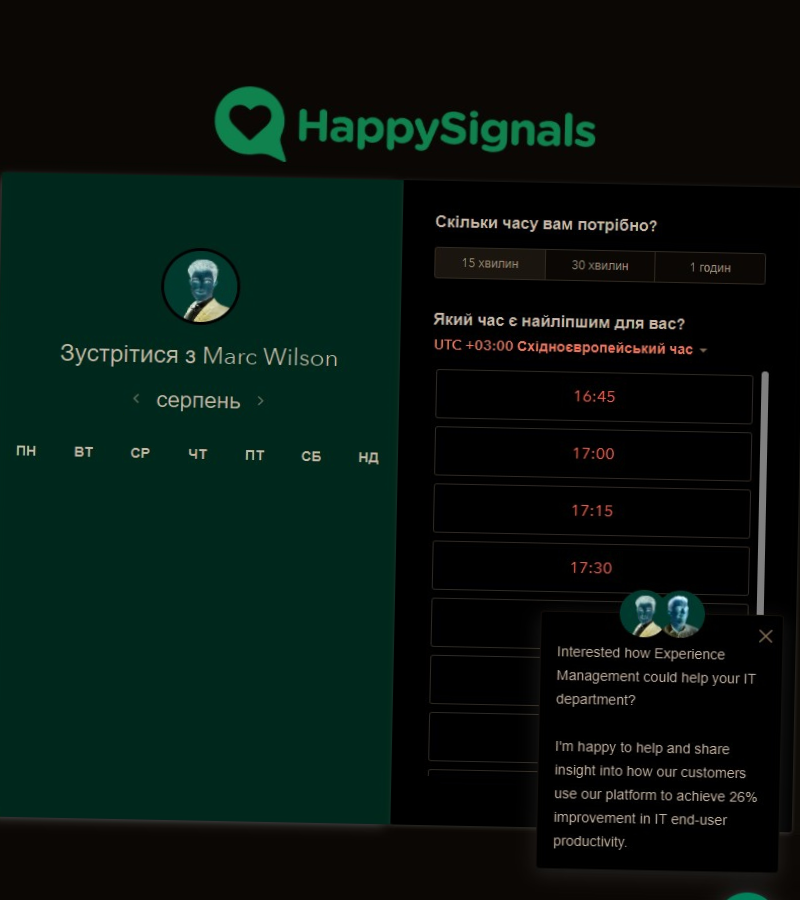 HappySignals
Зустрітися з Marc Wilson
серпень
ПН ВТ СР ЧТ ПТ СБ НД
Скільки часу вам потрібно?
15 хвилин 30 хвилин 1 годин
Який час є найліпшим для вас?
UTC +03:00 Східноєвропейський час
16:45
17:00
17:15
17:30
Interested how Experience
Management could help your IT
department?
I'm happy to help and share
insight into how our customers
use our platform to achieve 26%
improvement in IT end-user
productivity.